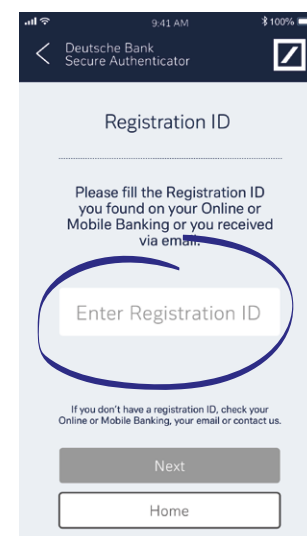 9:41 AM
100%
Deutsche Bank
Secure Authenticator
Registration ID
Please fill the Registration ID
you found on your Online or
Mobile Banking or you received
via email.
Enter Registration ID
If you don't have a registration ID, check your
Online or Mobile Banking, your email or contact us.
Next
Home